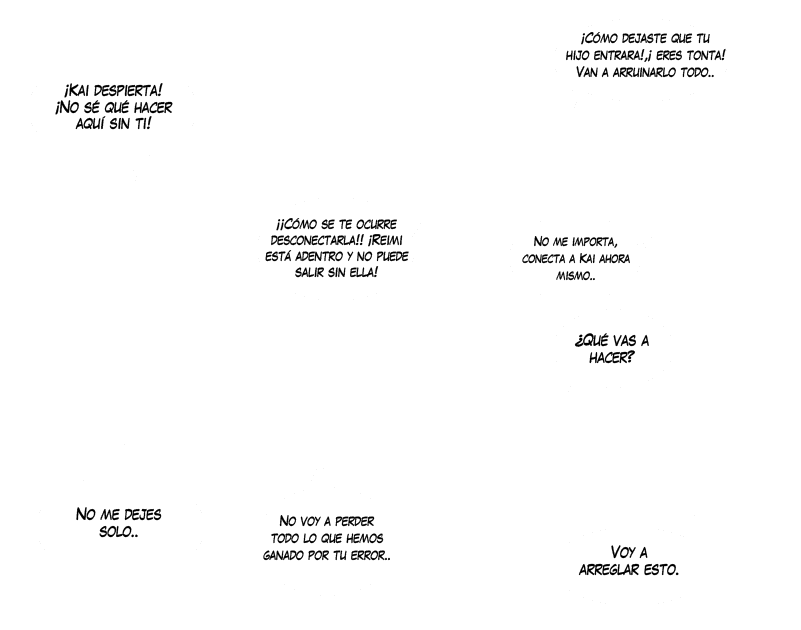 ¡Kai despierta!
¡No sé qué hacer
aquí sin ti!
No me dejes
solo..
¡¡Cómo se te ocurre
desconectarla!! ¡Reimi
está adentro y no puede
salir sin ella!
No voy a perder
todo lo que hemos
ganado por tu error..
¡Cómo dejaste que tu
hijo entrara!,¡ eres tonta!
Van a arruinarlo todo..
No me importa,
conecta a Kai ahora
mismo..
¿Qué vas a
hacer?
Voy a
arreglar esto.